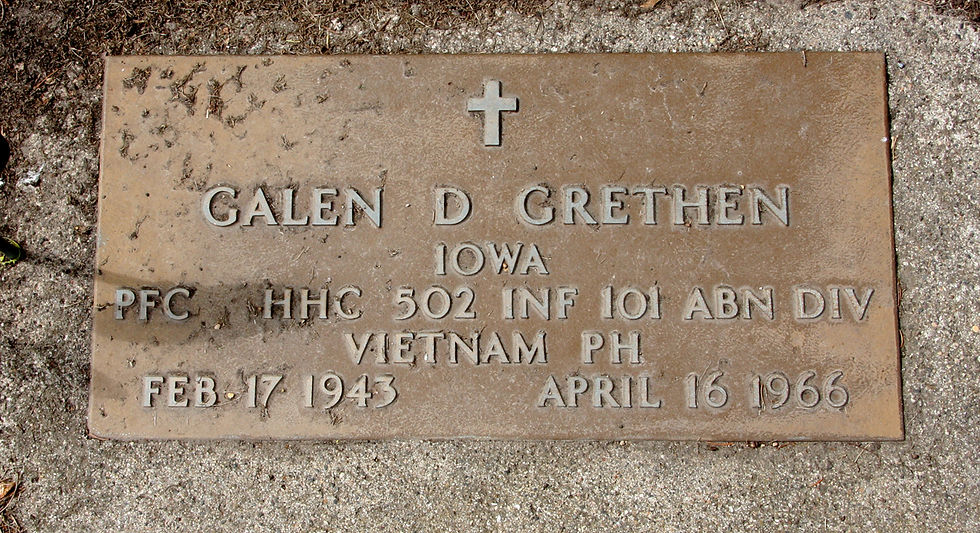 GALEN D GRETHEN
IOWA
PFC HHC 502 INF 101 ABN DIV
VIETNAM PH
FEB 17 1943 APRIL 16 1966